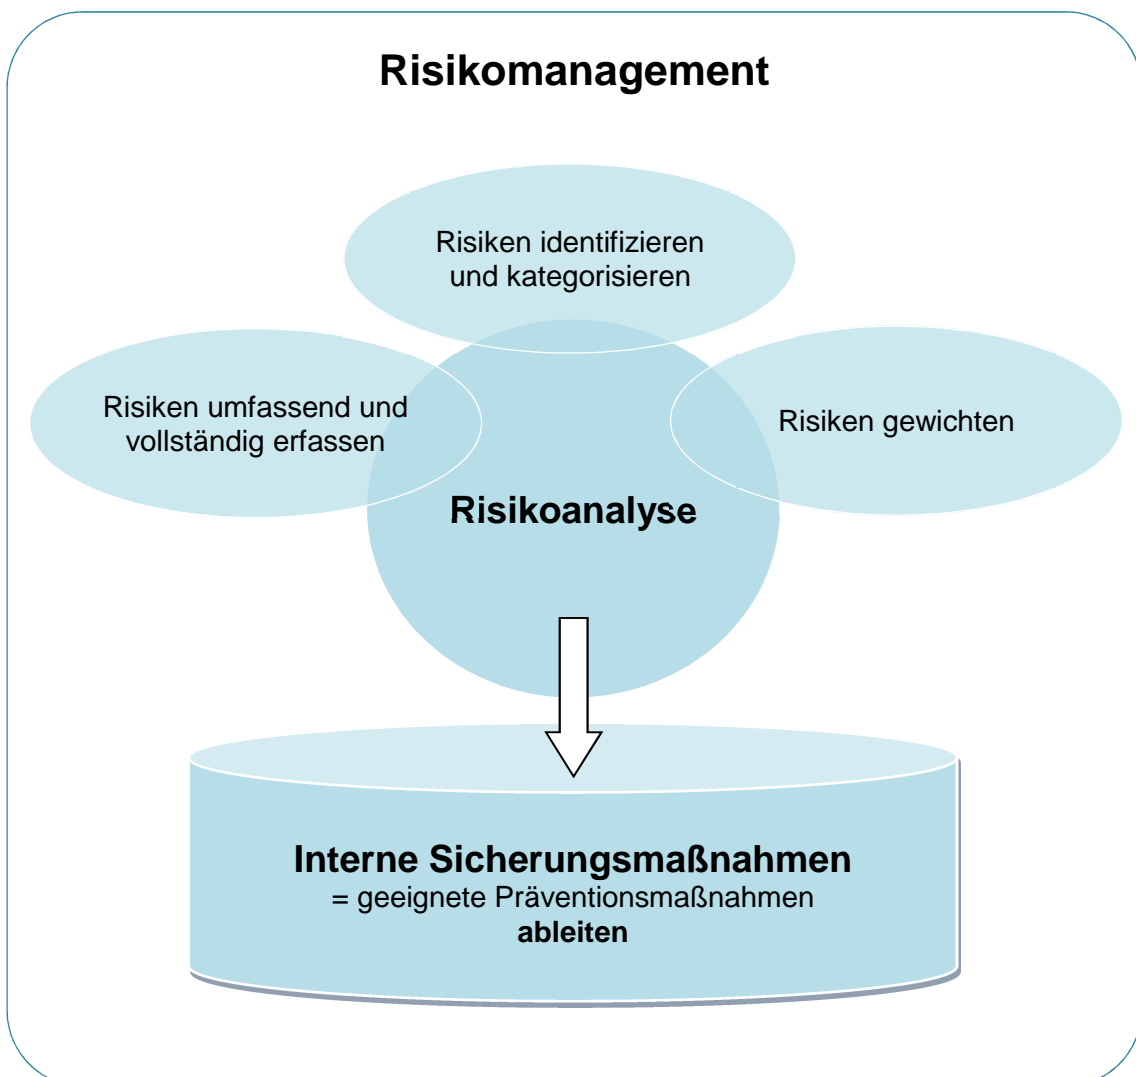 Risikomanagement
Risiken identifizieren
und kategorisieren
Risiken umfassend und
vollständig erfassen
Risiken gewichten
Risikoanalyse
Interne Sicherungsmaßnahmen
= geeignete Präventionsmaßnahmen
ableiten